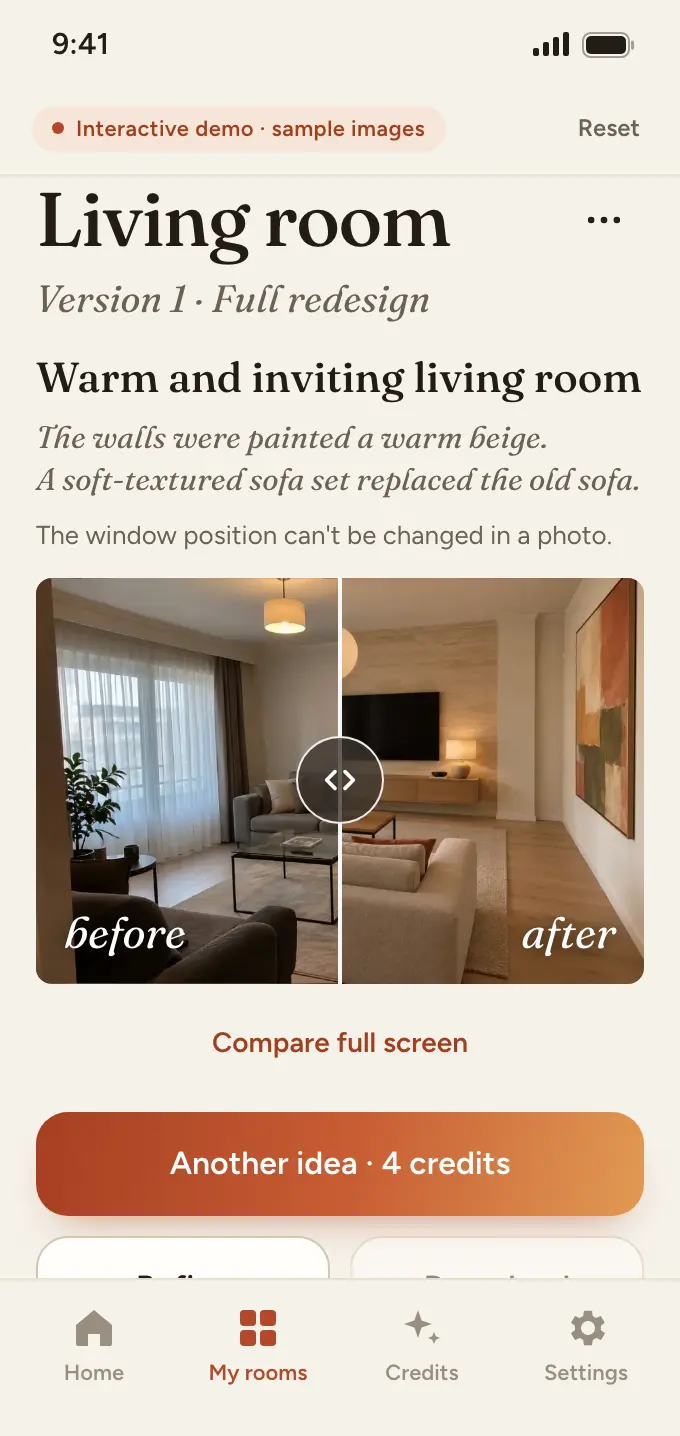 9:41
Interactive demo · sample images
Reset
Living room
Version 1 · Full redesign
Warm and inviting living room
The walls were painted a warm beige.
A soft-textured sofa set replaced the old sofa.
The window position can't be changed in a photo.
before
after
Compare full screen
Another idea · 4 credits
Home
My rooms
Credits
Settings